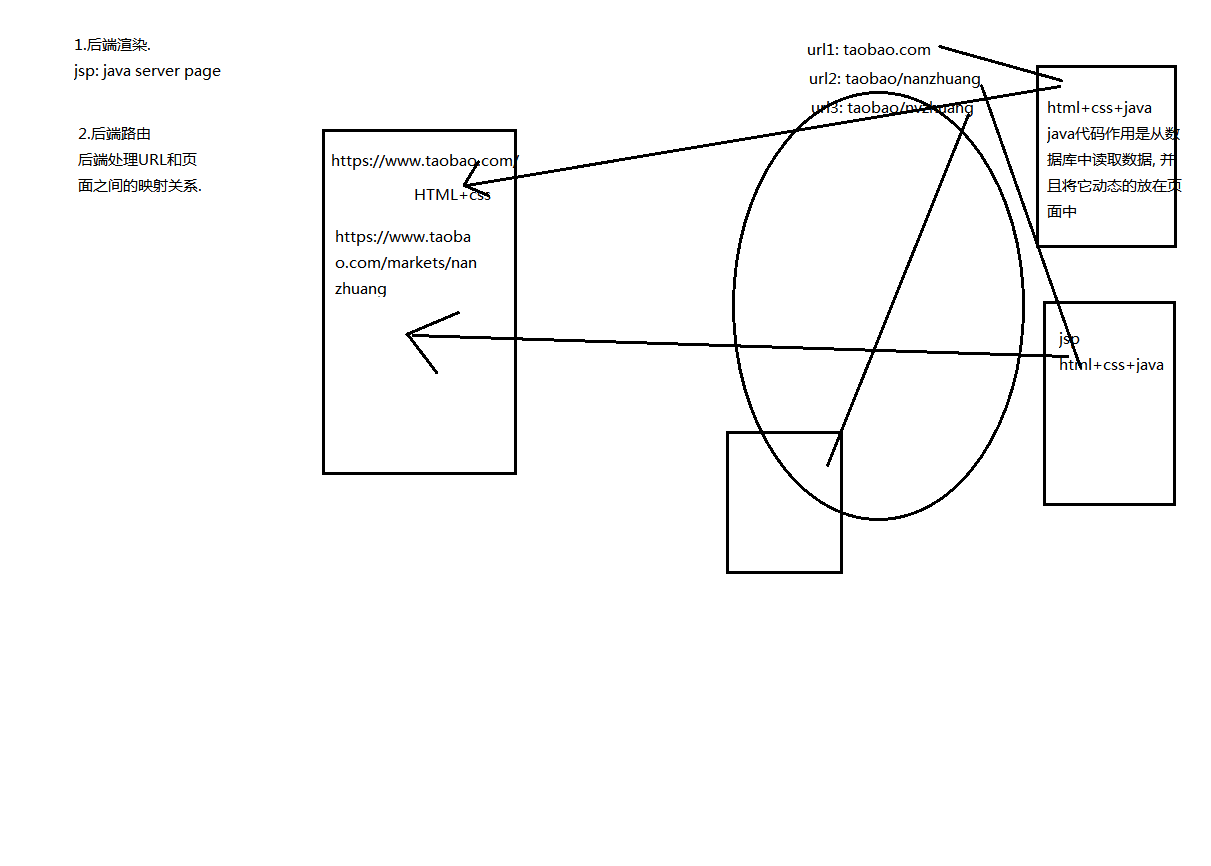 1.后端渲染.
jsp: java server page
2.后端路由
后端处理URL和页
面之间的映射关系.
https://www.taobao.com/
HTML+css
https://www.taoba
o.com/markets/nan
zhuang
url1: taobao.com
url2: taobao/nanzhuang
url3: taobao/nvzhuang
html+css+java
java代码作用是从数
据库中读取数据, 并
且将它动态的放在页
面中
jsp
html+css+java